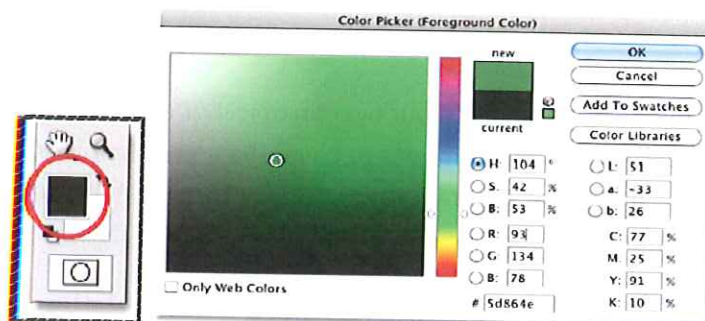 Color Picker (Foreground Color)
new
current
OK
Cancel
Add To Swatches
Color Libraries
H: 104 °
S: 42 %
B: 53 %
R: 93
G: 134
B: 78
# 5d864e
L: 51
a: -33
b: 26
C: 77 %
M: 25 %
Y: 91 %
K: 10 %
Only Web Colors